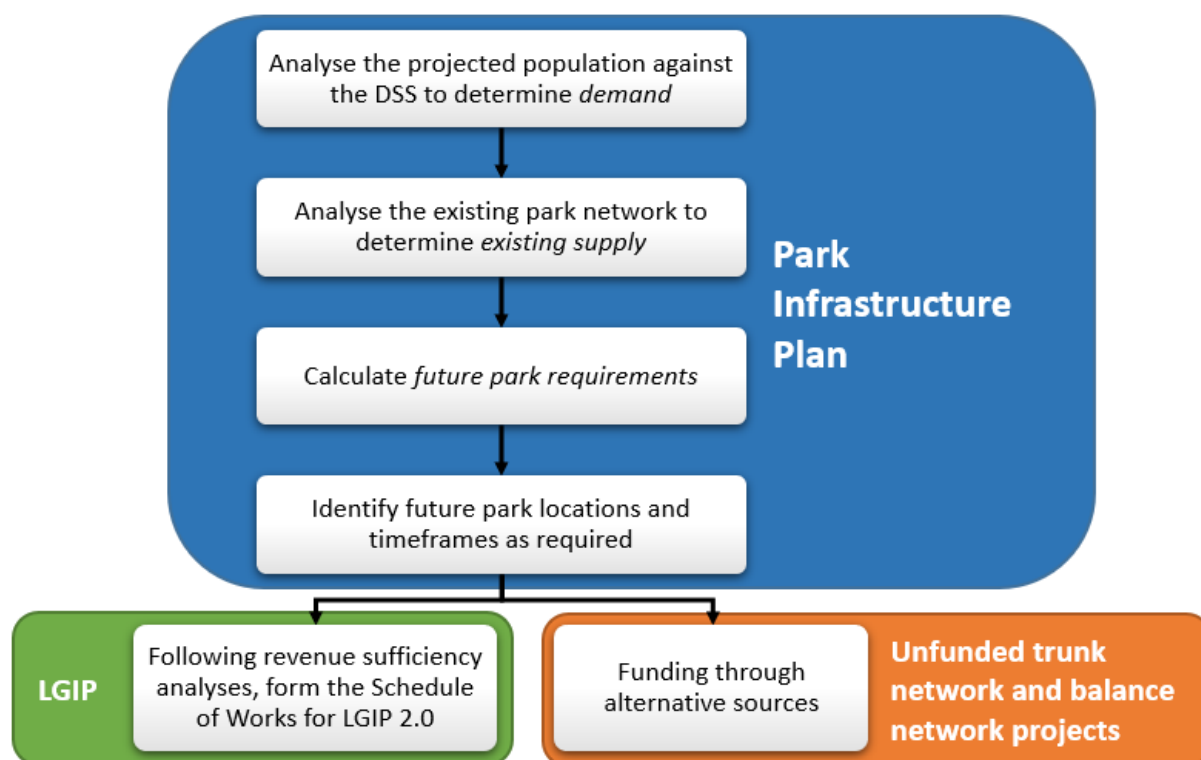 Analyse the projected population against
the DSS to determine demand
Analyse the existing park network to
determine existing supply
Park
Infrastructure
Plan
Calculate future park requirements
Identify future park locations and
timeframes as required
LGIP
Following revenue sufficiency
analyses, form the Schedule
of Works for LGIP 2.0
Funding through
alternative sources
Unfunded trunk
network and balance
network projects